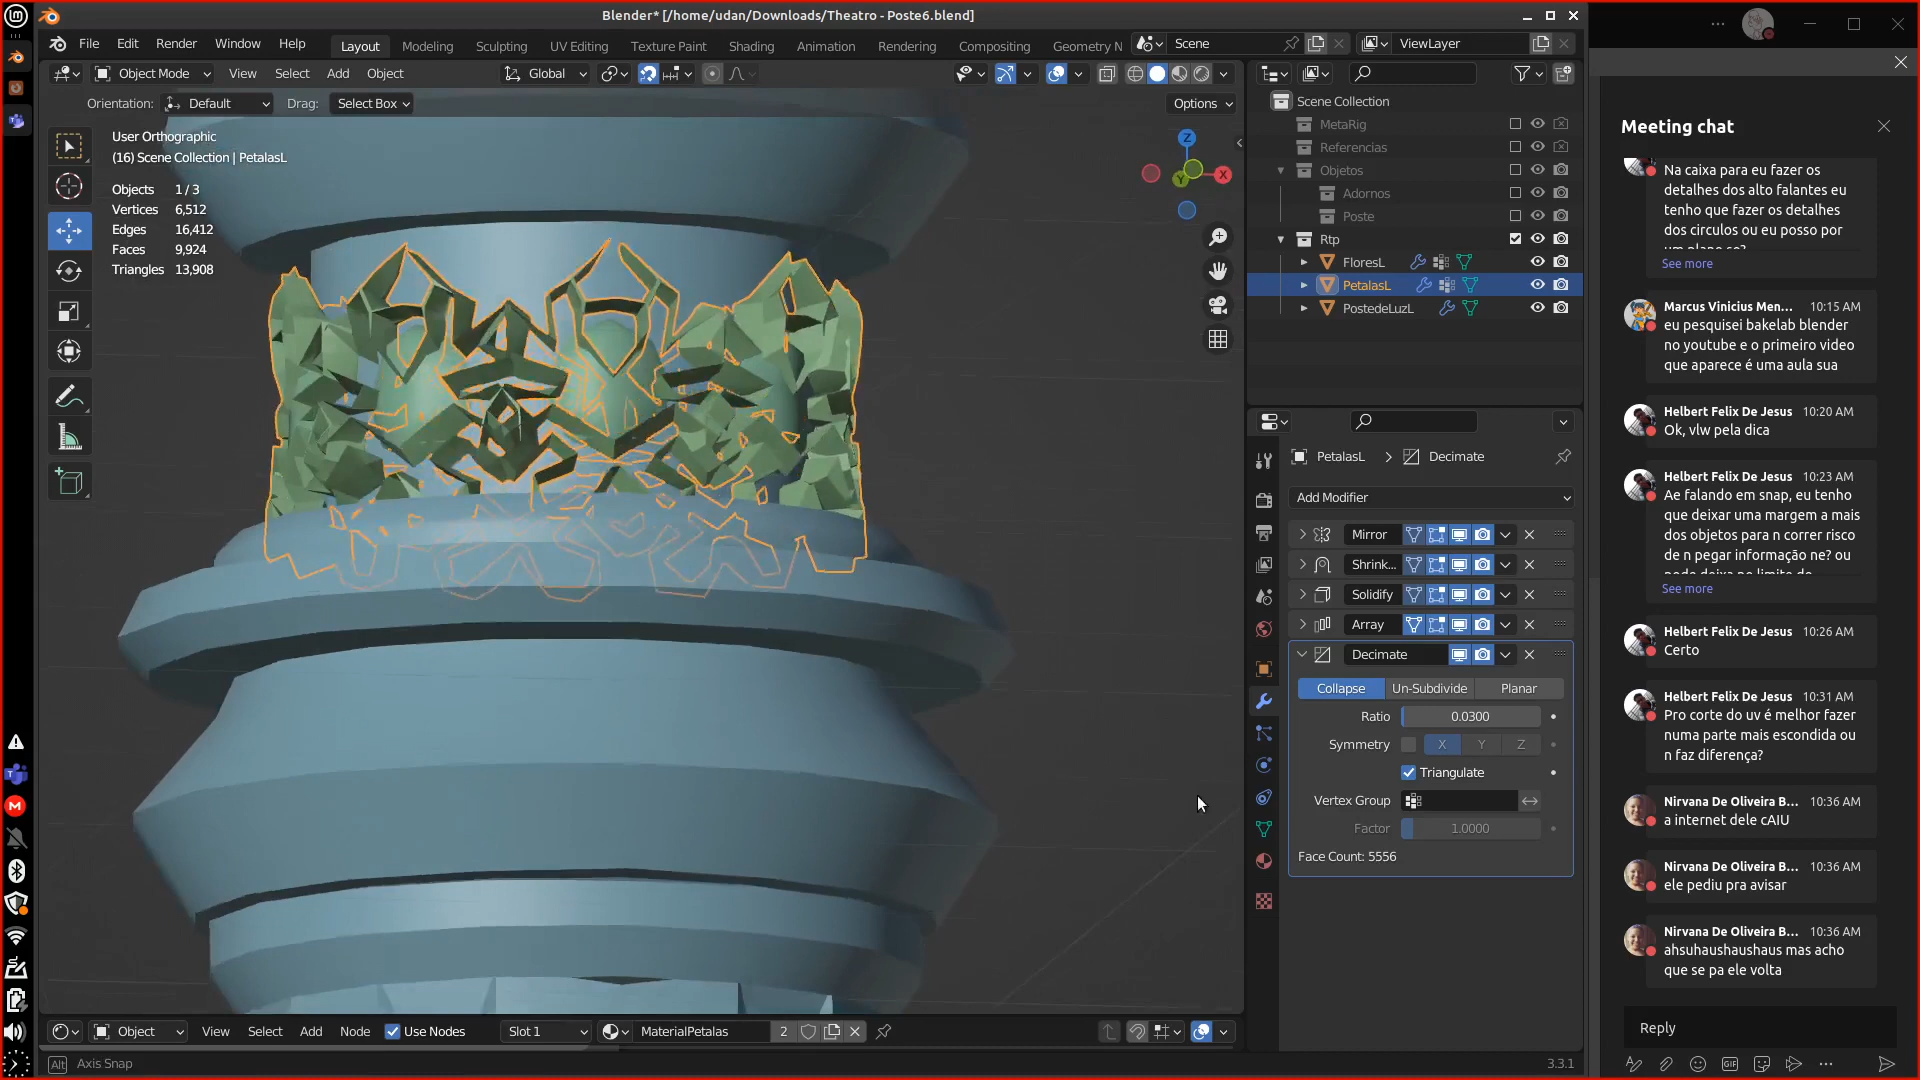 Blender* [/home/udan/Downloads/Theatro - Poste6.blend]
File Edit Render Window Help
Layout Modeling Sculpting UV Editing Texture Paint Shading Animation Rendering Compositing Geometry N
Scene
ViewLayer
Object Mode View Select Add Object
Global
Orientation: Default Drag: Select Box
Options
User Orthographic
(16) Scene Collection | PetalasL
Objects 1 / 3
Vertices 6,512
Edges 16,412
Faces 9,924
Triangles 13,908
Z
X
Y
Scene Collection
MetaRig
Referencias
Objetos
Adornos
Poste
Rtp
FloresL
PetalasL
PostedeLuzL
PetalasL > Decimate
Add Modifier
Mirror
Shrink...
Solidify
Array
Decimate
Collapse Un-Subdivide Planar
Ratio 0.0300
Symmetry X Y Z
Triangulate
Vertex Group
Factor 1.0000
Face Count: 5556
Object View Select Add Node Use Nodes Slot 1 MaterialPetalas 2
Alt Axis Snap
3.3.1
Meeting chat
Na caixa para eu fazer os
detalhes dos alto falantes eu
tenho que fazer os detalhes
dos circulos ou eu posso por
um plano so?
See more
Marcus Vinicius Men... 10:15 AM
eu pesquisei bakelab blender
no youtube e o primeiro video
que aparece é uma aula sua
Helbert Felix De Jesus 10:20 AM
Ok, vlw pela dica
Helbert Felix De Jesus 10:23 AM
Ae falando em snap, eu tenho
que deixar uma margem a mais
dos objetos para n correr risco
de n pegar informação ne? ou
pode deixa no limite do
See more
Helbert Felix De Jesus 10:26 AM
Certo
Helbert Felix De Jesus 10:31 AM
Pro corte do uv é melhor fazer
numa parte mais escondida ou
n faz diferença?
Nirvana De Oliveira B... 10:36 AM
a internet dele cAIU
Nirvana De Oliveira B... 10:36 AM
ele pediu pra avisar
Nirvana De Oliveira B... 10:36 AM
ahsuhaushaushaus mas acho
que se pa ele volta
Reply
GIF